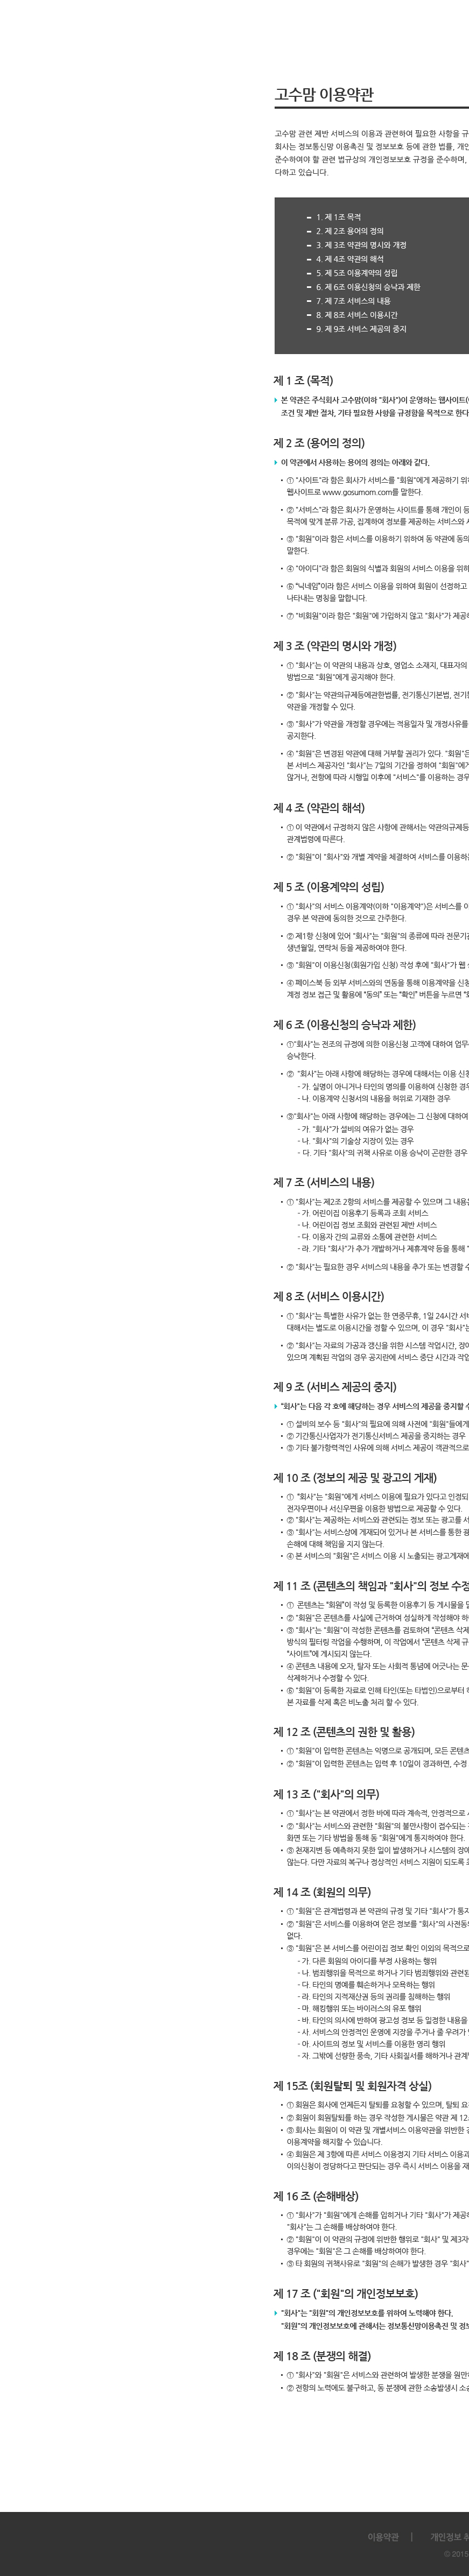 고수맘 이용약관
고수맘 관련 제반 서비스의 이용과 관련하여 필요한 사항을 규
회사는 정보통신망 이용촉진 및 정보보호 등에 관한 법률, 개인
준수하여야 할 관련 법규상의 개인정보보호 규정을 준수하며,
다하고 있습니다.
1. 제 1조 목적
2. 제 2조 용어의 정의
3. 제 3조 약관의 명시와 개정
4. 제 4조 약관의 해석
5. 제 5조 이용계약의 성립
6. 제 6조 이용신청의 승낙과 제한
7. 제 7조 서비스의 내용
8. 제 8조 서비스 이용시간
9. 제 9조 서비스 제공의 중지
제 1 조 (목적)
본 약관은 주식회사 고수맘(이하 "회사")이 운영하는 웹사이트(
조건 및 제반 절차, 기타 필요한 사항을 규정함을 목적으로 한다
제 2 조 (용어의 정의)
이 약관에서 사용하는 용어의 정의는 아래와 같다.
• ① "사이트"라 함은 회사가 서비스를 "회원"에게 제공하기 위하
웹사이트로 www.gosumom.com를 말한다.
• ② "서비스"라 함은 회사가 운영하는 사이트를 통해 개인이 등
목적에 맞게 분류 가공, 집계하여 정보를 제공하는 서비스와 사
• ③ "회원"이라 함은 서비스를 이용하기 위하여 동 약관에 동의
말한다.
• ④ "아이디"라 함은 회원의 식별과 회원의 서비스 이용을 위하
• ⑥ "닉네임"이라 함은 서비스 이용을 위하여 회원이 선정하고
나타내는 명칭을 말합니다.
• ⑦ "비회원"이라 함은 "회원"에 가입하지 않고 "회사"가 제공하
제 3 조 (약관의 명시와 개정)
• ① "회사"는 이 약관의 내용과 상호, 영업소 소재지, 대표자의
방법으로 "회원"에게 공지해야 한다.
• ② "회사"는 약관의규제등에관한법률, 전기통신기본법, 전기통
약관을 개정할 수 있다.
• ③ "회사"가 약관을 개정할 경우에는 적용일자 및 개정사유를
공지한다.
• ④ "회원"은 변경된 약관에 대해 거부할 권리가 있다. "회원"은
본 서비스 제공자인 "회사"는 7일의 기간을 정하여 "회원"에게
않거나, 전항에 따라 시행일 이후에 "서비스"를 이용하는 경우
제 4 조 (약관의 해석)
• ① 이 약관에서 규정하지 않은 사항에 관해서는 약관의규제등
관계법령에 따른다.
• ② "회원"이 "회사"와 개별 계약을 체결하여 서비스를 이용하는
제 5 조 (이용계약의 성립)
• ① "회사"의 서비스 이용계약(이하 "이용계약")은 서비스를 이
경우 본 약관에 동의한 것으로 간주한다.
• ② 제1항 신청에 있어 "회사"는 "회원"의 종류에 따라 전문기관
생년월일, 연락처 등을 제공하여야 한다.
• ③ "회원"이 이용신청(회원가입 신청) 작성 후에 "회사"가 웹 상
• ④ 페이스북 등 외부 서비스와의 연동을 통해 이용계약을 신청
계정 정보 접근 및 활용에 "동의" 또는 "확인" 버튼을 누르면 "회
제 6 조 (이용신청의 승낙과 제한)
• ①"회사"는 전조의 규정에 의한 이용신청 고객에 대하여 업무
승낙한다.
• ② "회사"는 아래 사항에 해당하는 경우에 대해서는 이용 신청
- 가. 실명이 아니거나 타인의 명의를 이용하여 신청한 경우
- 나. 이용계약 신청서의 내용을 허위로 기재한 경우
• ③"회사"는 아래 사항에 해당하는 경우에는 그 신청에 대하여
- 가. "회사"가 설비의 여유가 없는 경우
- 나. "회사"의 기술상 지장이 있는 경우
- 다. 기타 "회사"의 귀책 사유로 이용 승낙이 곤란한 경우
제 7 조 (서비스의 내용)
• ① "회사"는 제2조 2항의 서비스를 제공할 수 있으며 그 내용은
- 가. 어린이집 이용후기 등록과 조회 서비스
- 나. 어린이집 정보 조회와 관련된 제반 서비스
- 다. 이용자 간의 교류와 소통에 관련한 서비스
- 랴. 기타 "회사"가 추가 개발하거나 제휴계약 등을 통해 "
• ② "회사"는 필요한 경우 서비스의 내용을 추가 또는 변경할 수
제 8 조 (서비스 이용시간)
• ① "회사"는 특별한 사유가 없는 한 연중무휴, 1일 24시간 서비
대해서는 별도로 이용시간을 정할 수 있으며, 이 경우 "회사"는
• ② "회사"는 자료의 가공과 갱신을 위한 시스템 작업시간, 장애
있으며 계획된 작업의 경우 공지란에 서비스 중단 시간과 작업
제 9 조 (서비스 제공의 중지)
"회사"는 다음 각 호에 해당하는 경우 서비스의 제공을 중지할 수
• ① 설비의 보수 등 "회사"의 필요에 의해 사전에 "회원"들에게
• ② 기간통신사업자가 전기통신서비스 제공을 중지하는 경우
• ③ 기타 불가항력적인 사유에 의해 서비스 제공이 객관적으로
제 10 조 (정보의 제공 및 광고의 게재)
• ① "회사"는 "회원"에게 서비스 이용에 필요가 있다고 인정되
전자우편이나 서신우편을 이용한 방법으로 제공할 수 있다.
• ② "회사"는 제공하는 서비스와 관련되는 정보 또는 광고를 서
• ③ "회사"는 서비스상에 게재되어 있거나 본 서비스를 통한 광
손해에 대해 책임을 지지 않는다.
• ④ 본 서비스의 "회원"은 서비스 이용 시 노출되는 광고게재에
제 11 조 (콘텐츠의 책임과 "회사"의 정보 수정
• ① 콘텐츠는 "회원"이 작성 및 등록한 이용후기 등 게시물을 말
• ② "회원"은 콘텐츠를 사실에 근거하여 성실하게 작성해야 하
• ③ "회사"는 "회원"이 작성한 콘텐츠를 검토하여 "콘텐츠 삭제
방식의 필터링 작업을 수행하며, 이 작업에서 "콘텐츠 삭제 규
"사이트"에 게시되지 않는다.
• ④ 콘텐츠 내용에 오자, 탈자 또는 사회적 통념에 어긋나는 문
삭제하거나 수정할 수 있다.
• ⑥ "회원"이 등록한 자료로 인해 타인(또는 타법인)으로부터 허
본 자료를 삭제 혹은 비노출 처리 할 수 있다.
제 12 조 (콘텐츠의 권한 및 활용)
• ① "회원"이 입력한 콘텐츠는 익명으로 공개되며, 모든 콘텐츠
• ② "회원"이 입력한 콘텐츠는 입력 후 10일이 경과하면, 수정
제 13 조 ("회사"의 의무)
• ① "회사"는 본 약관에서 정한 바에 따라 계속적, 안정적으로 서
• ② "회사"는 서비스와 관련한 "회원"의 불만사항이 접수되는 경
화면 또는 기타 방법을 통해 동 "회원"에게 통지하여야 한다.
• ③ 천재지변 등 예측하지 못한 일이 발생하거나 시스템의 장애
않는다. 다만 자료의 복구나 정상적인 서비스 지원이 되도록 최
제 14 조 (회원의 의무)
• ① "회원"은 관계법령과 본 약관의 규정 및 기타 "회사"가 통지
• ② "회원"은 서비스를 이용하여 얻은 정보를 "회사"의 사전동의
없다.
• ③ "회원"은 본 서비스를 어린이집 정보 확인 이외의 목적으로
- 가. 다른 회원의 아이디를 부정 사용하는 행위
- 나. 범죄행위을 목적으로 하거나 기타 범죄행위와 관련된
- 다. 타인의 명예를 훼손하거나 모욕하는 행위
- 랴. 타인의 지적재산권 등의 권리를 침해하는 행위
- 먀. 해킹행위 또는 바이러스의 유포 행위
- 바. 타인의 의사에 반하여 광고성 정보 등 일정한 내용을
- 사. 서비스의 안정적인 운영에 지장을 주거나 줄 우려가
- 아. 사이트의 정보 및 서비스를 이용한 영리 행위
- 자. 그밖에 선량한 풍속, 기타 사회질서를 해하거나 관계법
제 15조 (회원탈퇴 및 회원자격 상실)
• ① 회원은 회사에 언제든지 탈퇴를 요청할 수 있으며, 탈퇴 요
• ② 회원이 회원탈퇴를 하는 경우 작성한 게시물은 약관 제 12조
• ③ 회사는 회원이 이 약관 및 개별서비스 이용약관을 위반한 경
이용계약을 해지할 수 있습니다.
• ④ 회원은 제 3항에 따른 서비스 이용정지 기타 서비스 이용과
이의신청이 정당하다고 판단되는 경우 즉시 서비스 이용을 재
제 16 조 (손해배상)
• ① "회사"가 "회원"에게 손해를 입히거나 기타 "회사"가 제공하
"회사"는 그 손해를 배상하여야 한다.
• ② "회원"이 이 약관의 규정에 위반한 행위로 "회사" 및 제3자
경우에는 "회원"은 그 손해를 배상하여야 한다.
• ③ 타 회원의 귀책사유로 "회원"의 손해가 발생한 경우 "회사"
제 17 조 ("회원"의 개인정보보호)
"회사"는 "회원"의 개인정보보호를 위하여 노력해야 한다.
"회원"의 개인정보보호에 관해서는 정보통신망이용촉진 및 정보
제 18 조 (분쟁의 해결)
• ① "회사"와 "회원"은 서비스와 관련하여 발생한 분쟁을 원만하
• ② 전항의 노력에도 불구하고, 동 분쟁에 관한 소송발생시 소송
이용약관 | 개인정보 취
© 2015